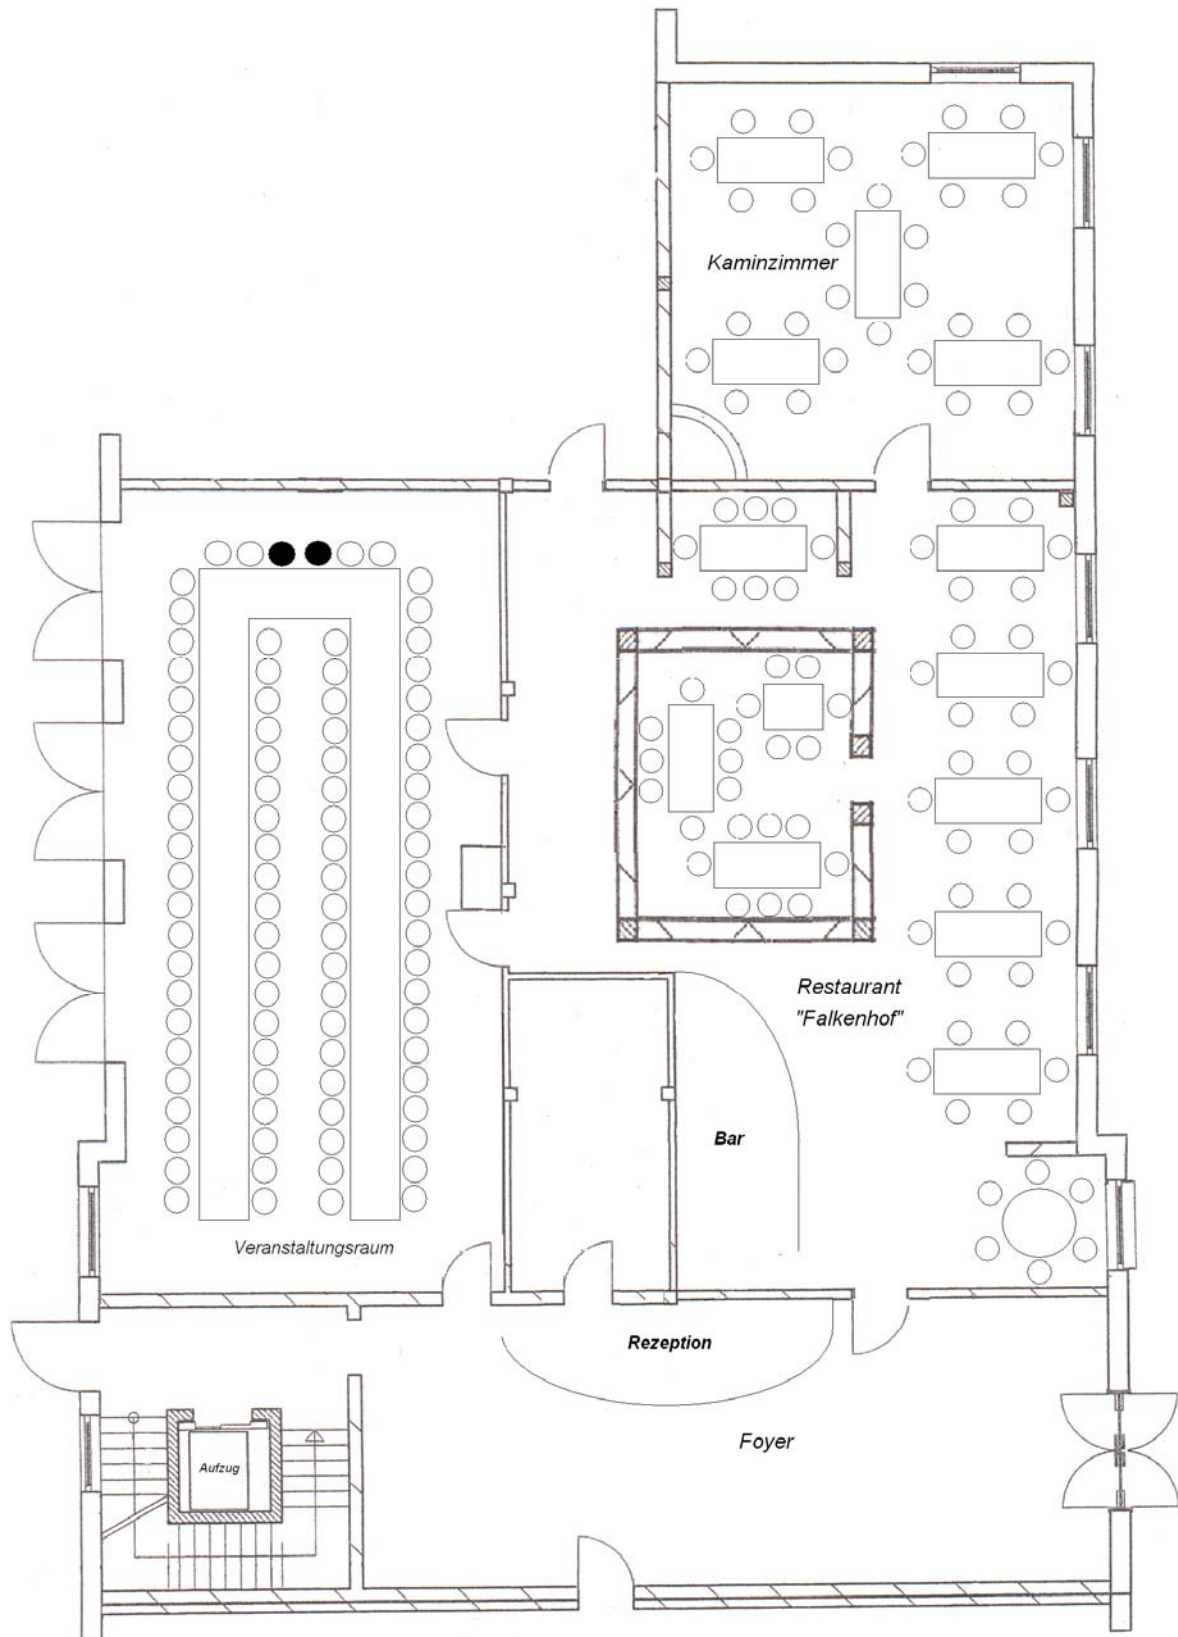 Kaminzimmer
Restaurant
"Falkenhof"
Bar
Veranstaltungsraum
Rezeption
Foyer
Aufzug